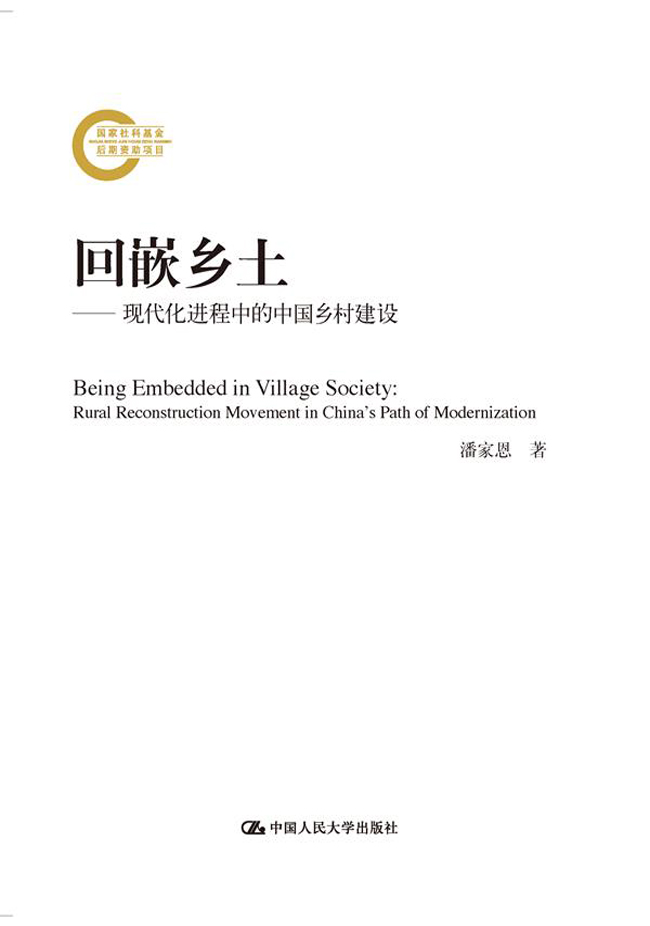 国家社科基金
后期资助项目
回嵌乡土
—— 现代化进程中的中国乡村建设
Being Embedded in Village Society:
Rural Reconstruction Movement in China's Path of Modernization
潘家恩 著
中国人民大学出版社